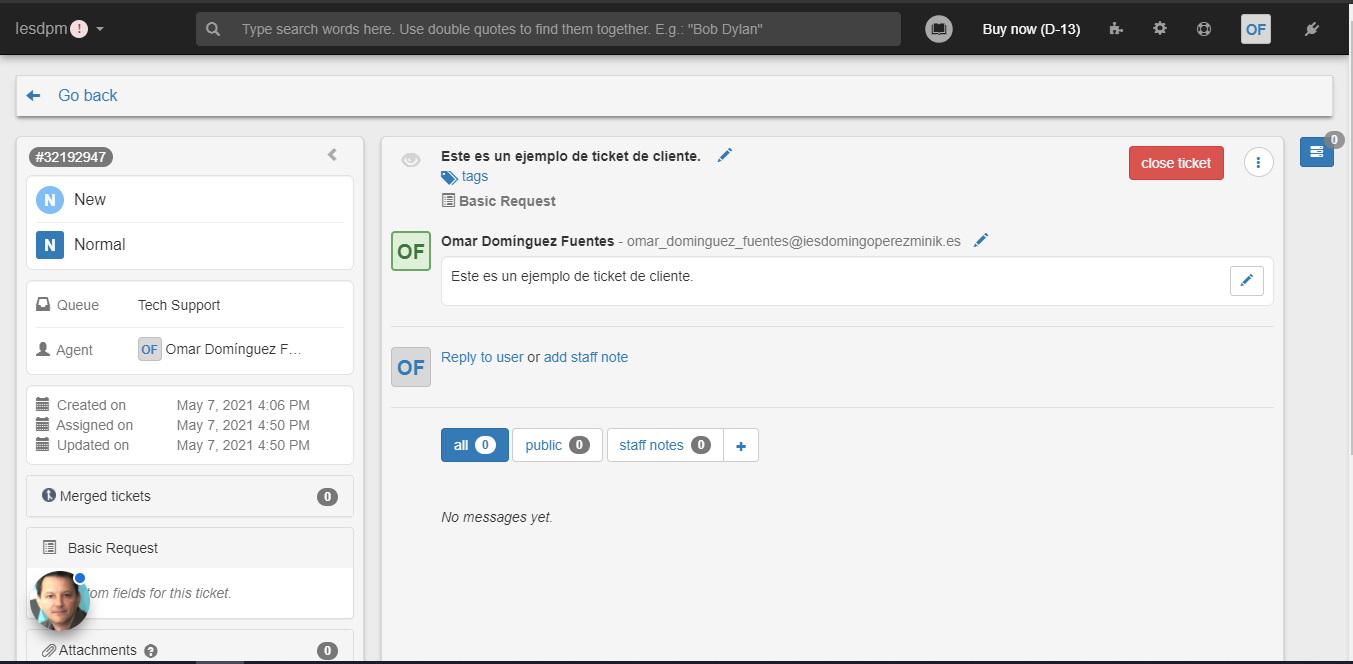 Iesdpm !
Type search words here. Use double quotes to find them together. E.g.: "Bob Dylan"
Buy now (D-13)
OF
Go back
#32192947
N New
N Normal
Queue Tech Support
Agent OF Omar Domínguez F...
Created on May 7, 2021 4:06 PM
Assigned on May 7, 2021 4:50 PM
Updated on May 7, 2021 4:50 PM
Merged tickets 0
Basic Request
fields for this ticket.
Attachments ? 0
Este es un ejemplo de ticket de cliente.
tags
Basic Request
close ticket
0
OF Omar Domínguez Fuentes - omar_dominguez_fuentes@iesdomingoperezminik.es
Este es un ejemplo de ticket de cliente.
OF Reply to user or add staff note
all 0 public 0 staff notes 0 +
No messages yet.